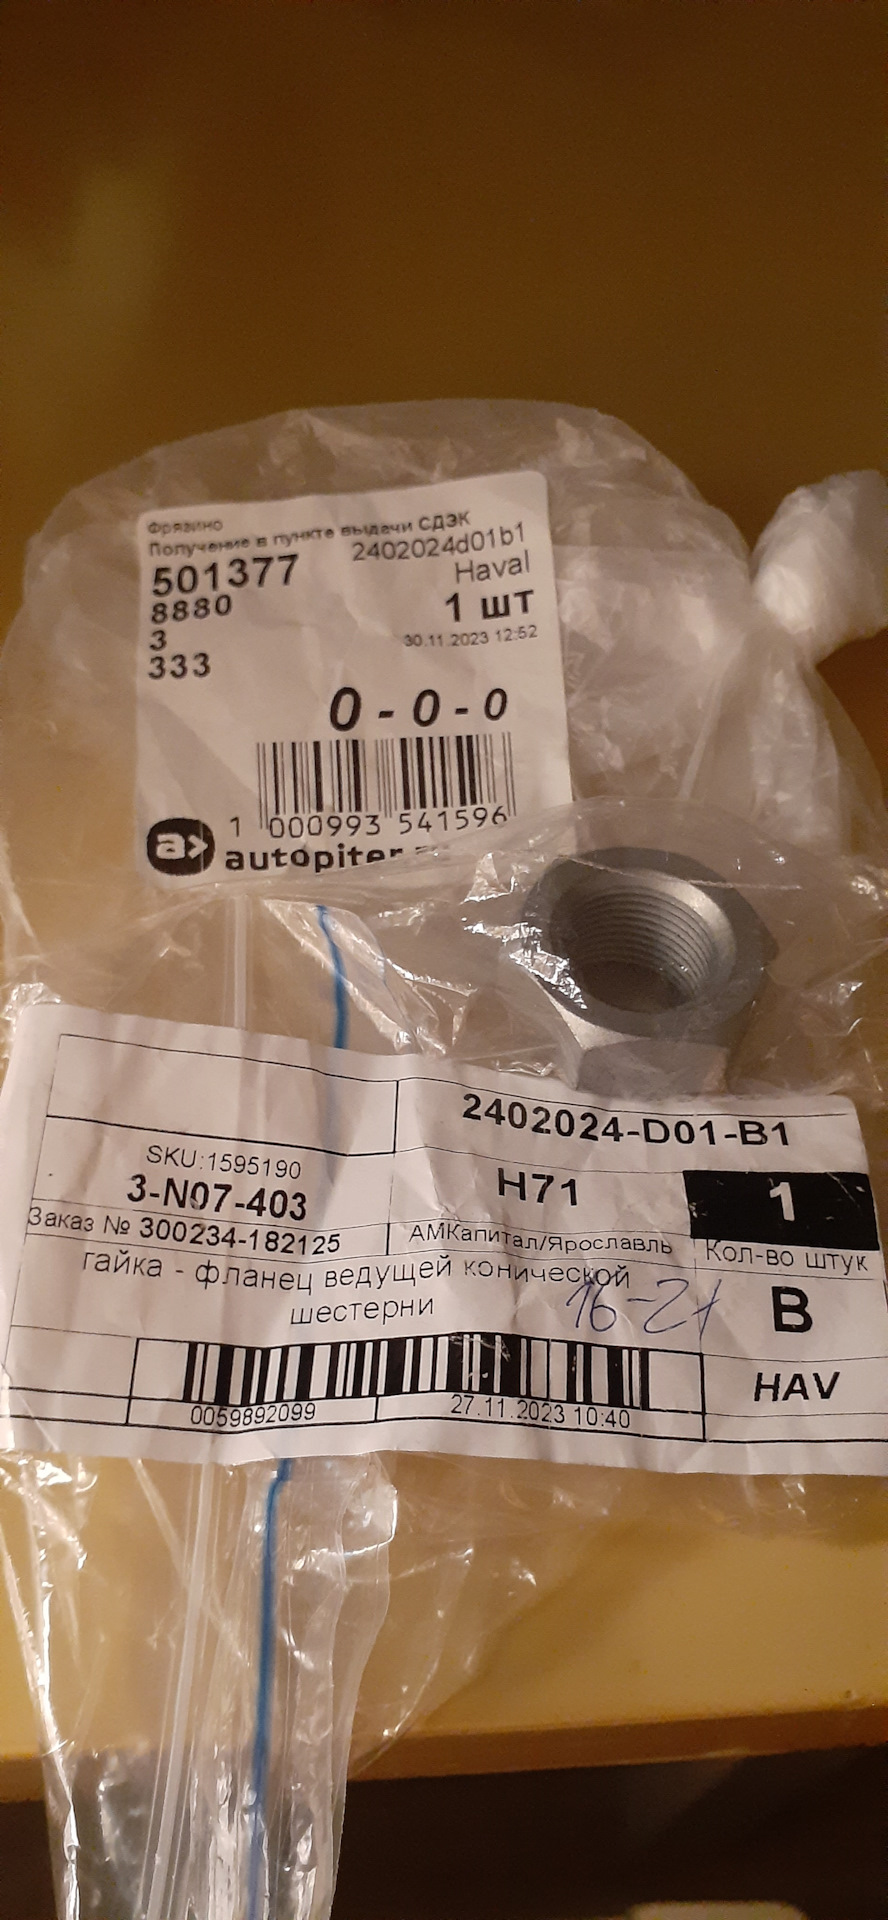 Фрязино
Получение в пункте выдачи СДЭК
2402024d01b1
501377
Haval
8880
1 шт
3
30.11.2023 12:52
333
0-0-0
1 000993 541596
a>
autopiter
2402024-D01-B1
SKU:1595190
3-N07-403
H71
1
Заказ № 300234-182125
АМКапитал/Ярославль
Кол-во штук
гайка - фланец ведущей конической
шестерни
16-21
B
HAV
0059892099
27.11.2023 10:40